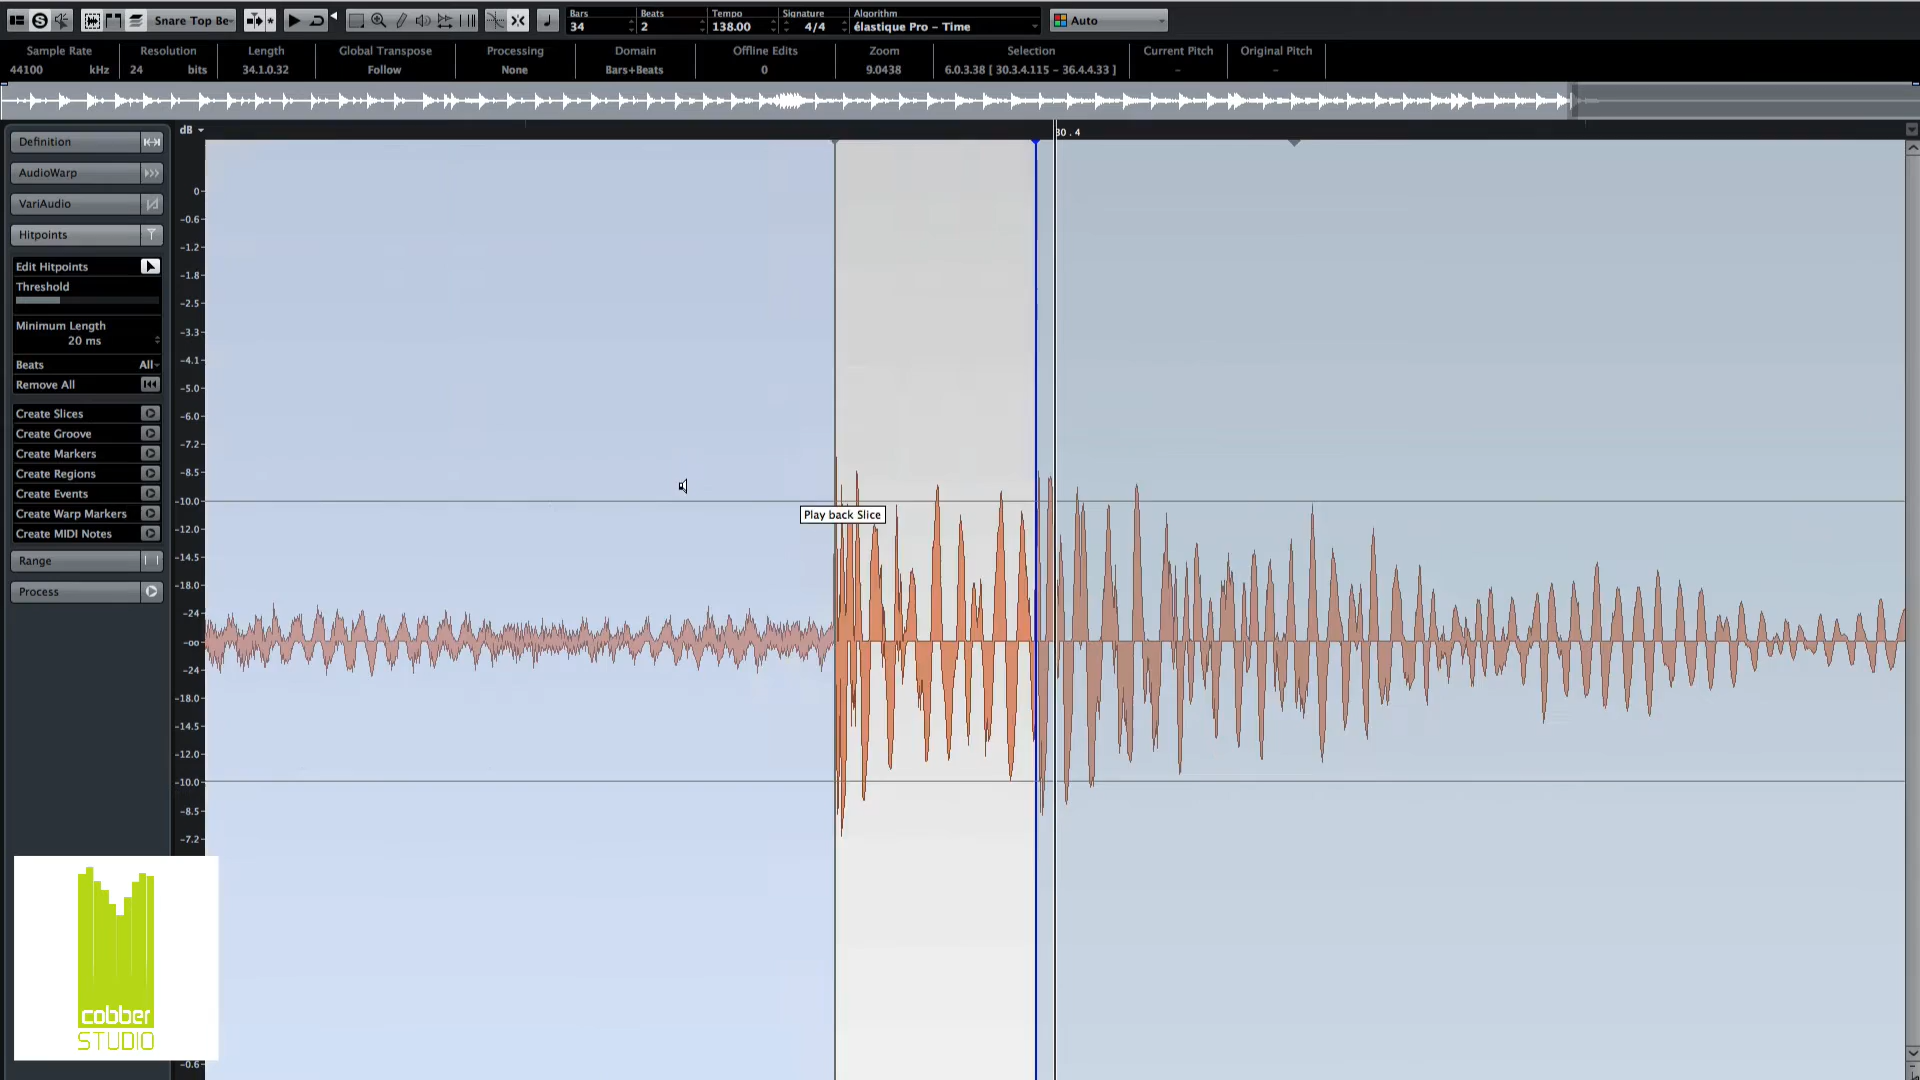 Snare Top Be
Bars
34
Beats
2
Tempo
138.00
Signature
4/4
Algorithm
élastique Pro – Time
Auto
Sample Rate
44100 kHz
Resolution
24 bits
Length
34.1.0.32
Global Transpose
Follow
Processing
None
Domain
Bars+Beats
Offline Edits
0
Zoom
9.0438
Selection
6.0.3.38 [ 30.3.4.115 – 36.4.4.33 ]
Current Pitch
–
Original Pitch
–
dB
30.4
Definition
AudioWarp
VariAudio
Hitpoints
Edit Hitpoints
Threshold
Minimum Length
20 ms
Beats All
Remove All
Create Slices
Create Groove
Create Markers
Create Regions
Create Events
Create Warp Markers
Create MIDI Notes
Range
Process
0
-0.6
-1.2
-1.8
-2.5
-3.3
-4.1
-5.0
-6.0
-7.2
-8.5
-10.0
-12.0
-14.5
-18.0
-24
-oo
-24
-18.0
-14.5
-12.0
-10.0
-8.5
-7.2
-0.6
Play back Slice
cobber
STUDIO